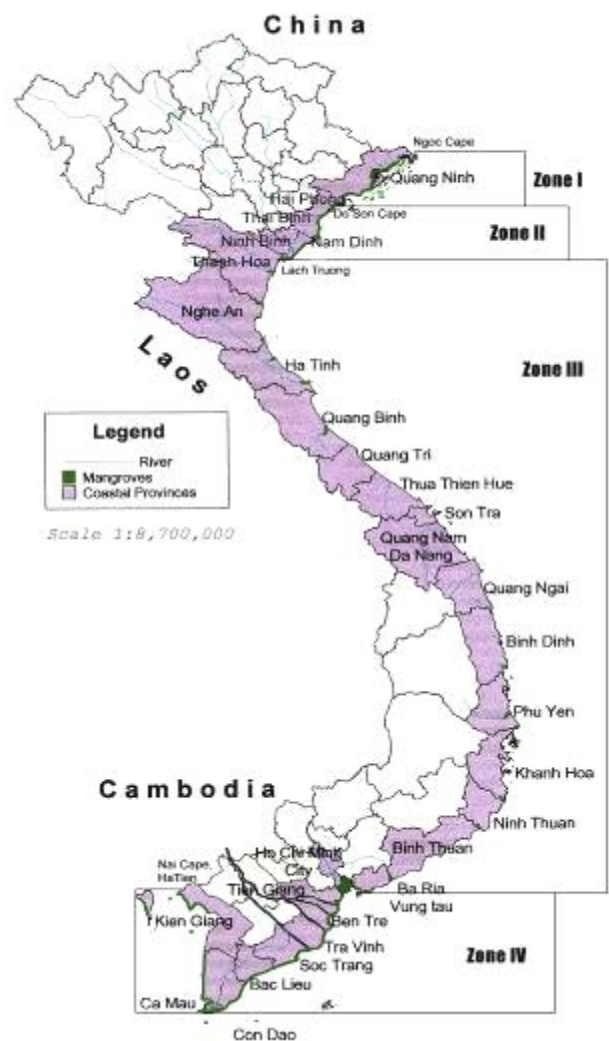 China
Ngoc Cape
Quang Ninh
Zone I
Hai Phong
Do Son Cape
Thai Binh
Zone II
Ninh Binh
Nam Dinh
Thanh Hoa
Lach Truong
Nghe An
Laos
Ha Tinh
Zone III
Quang Binh
Legend
River
Mangroves
Coastal Provinces
Quang Tri
Thua Thien Hue
Son Tra
Scale 1:8,700,000
Quang Nam
Da Nang
Quang Ngai
Binh Dinh
Phu Yen
Cambodia
Khanh Hoa
Ninh Thuan
Binh Thuan
Ho Chi Minh
City
Nai Cape,
HaTien
Tien Giang
Ba Ria
Vung tau
Kien Giang
Ben Tre
Tra Vinh
Zone IV
Soc Trang
Bac Lieu
Ca Mau
Con Dao